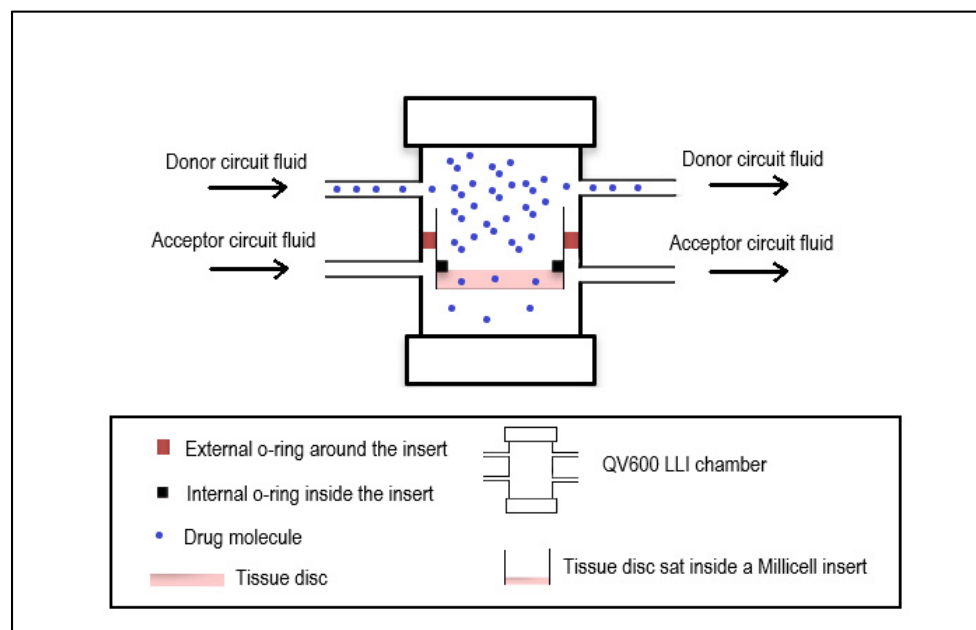 Donor circuit fluid
Donor circuit fluid
Acceptor circuit fluid
Acceptor circuit fluid
External o-ring around the insert
QV600 LLI chamber
Internal o-ring inside the insert
Drug molecule
Tissue disc
Tissue disc sat inside a Millicell insert